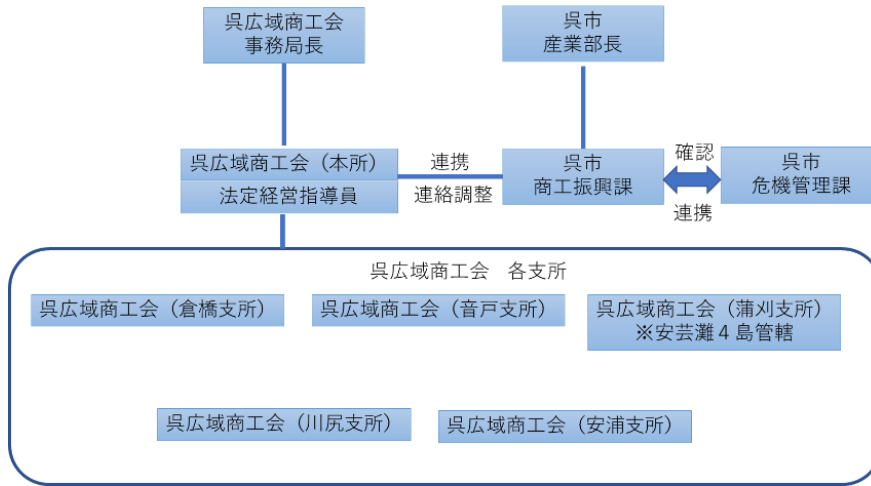 呉広域商工会
事務局長
呉市
産業部長
呉広域商工会（本所）
法定経営指導員
連携
連絡調整
呉市
商工振興課
確認
連携
呉市
危機管理課
呉広域商工会　各支所
呉広域商工会（倉橋支所）
呉広域商工会（音戸支所）
呉広域商工会（蒲刈支所）
※安芸灘４島管轄
呉広域商工会（川尻支所）
呉広域商工会（安浦支所）